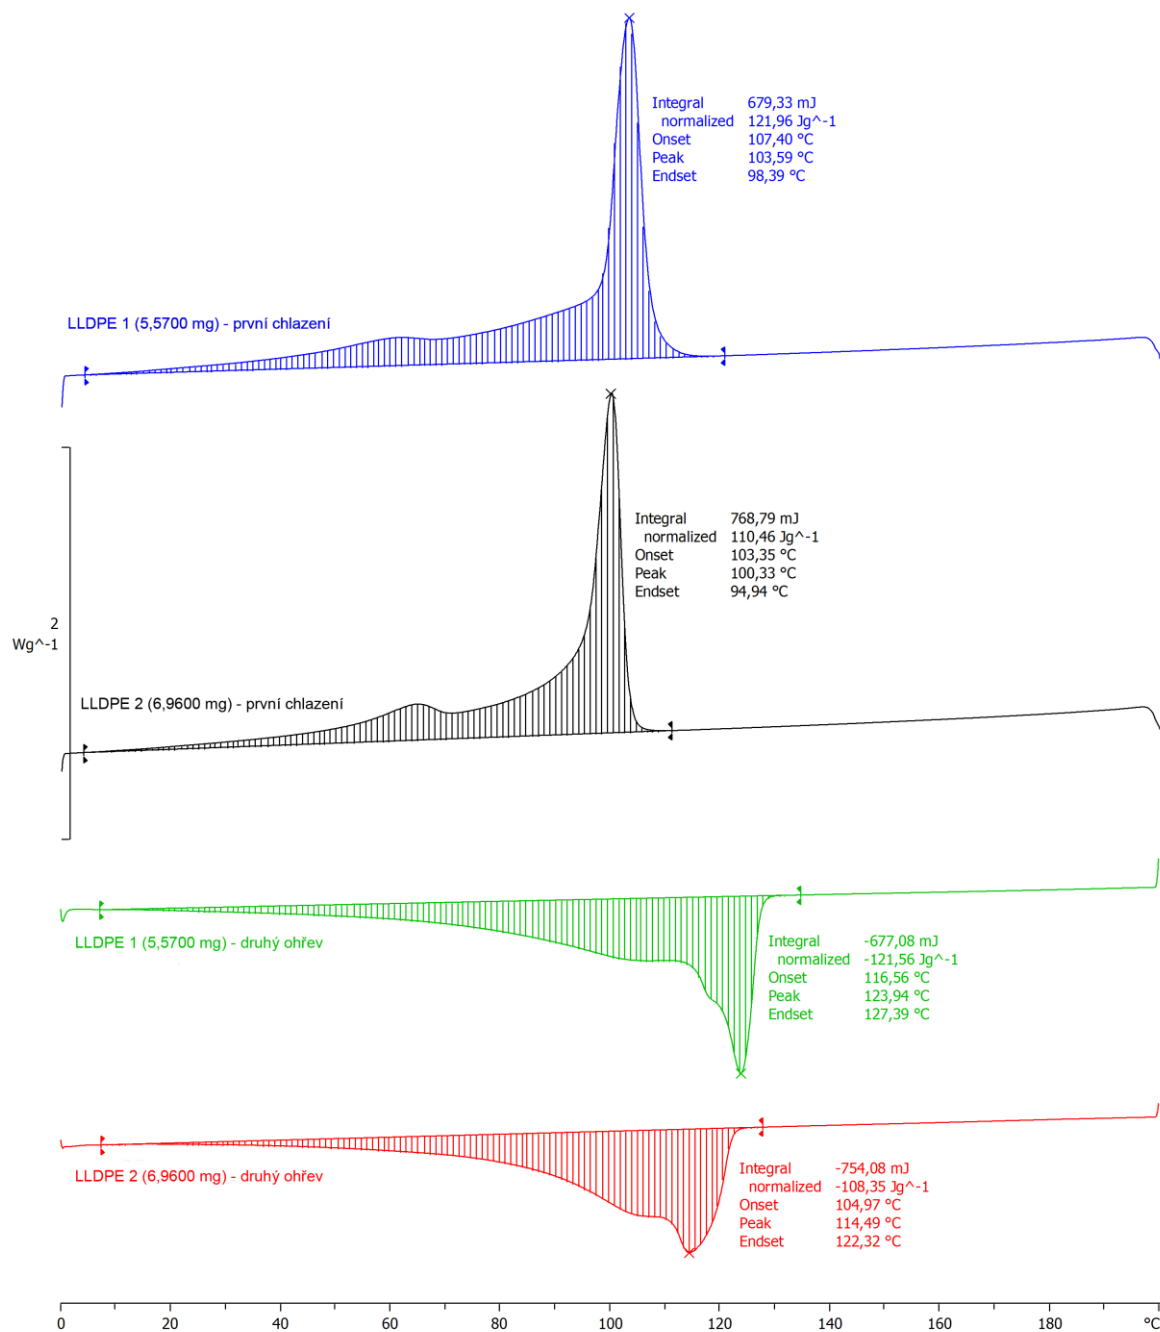 Integral 679,33 mJ
normalized 121,96 Jg^-1
Onset 107,40 °C
Peak 103,59 °C
Endset 98,39 °C
LLDPE 1 (5,5700 mg) - první chlazení
Integral 768,79 mJ
normalized 110,46 Jg^-1
Onset 103,35 °C
Peak 100,33 °C
Endset 94,94 °C
2
Wg^-1
LLDPE 2 (6,9600 mg) - první chlazení
LLDPE 1 (5,5700 mg) - druhý ohřev
Integral -677,08 mJ
normalized -121,56 Jg^-1
Onset 116,56 °C
Peak 123,94 °C
Endset 127,39 °C
LLDPE 2 (6,9600 mg) - druhý ohřev
Integral -754,08 mJ
normalized -108,35 Jg^-1
Onset 104,97 °C
Peak 114,49 °C
Endset 122,32 °C
0 20 40 60 80 100 120 140 160 180 °C